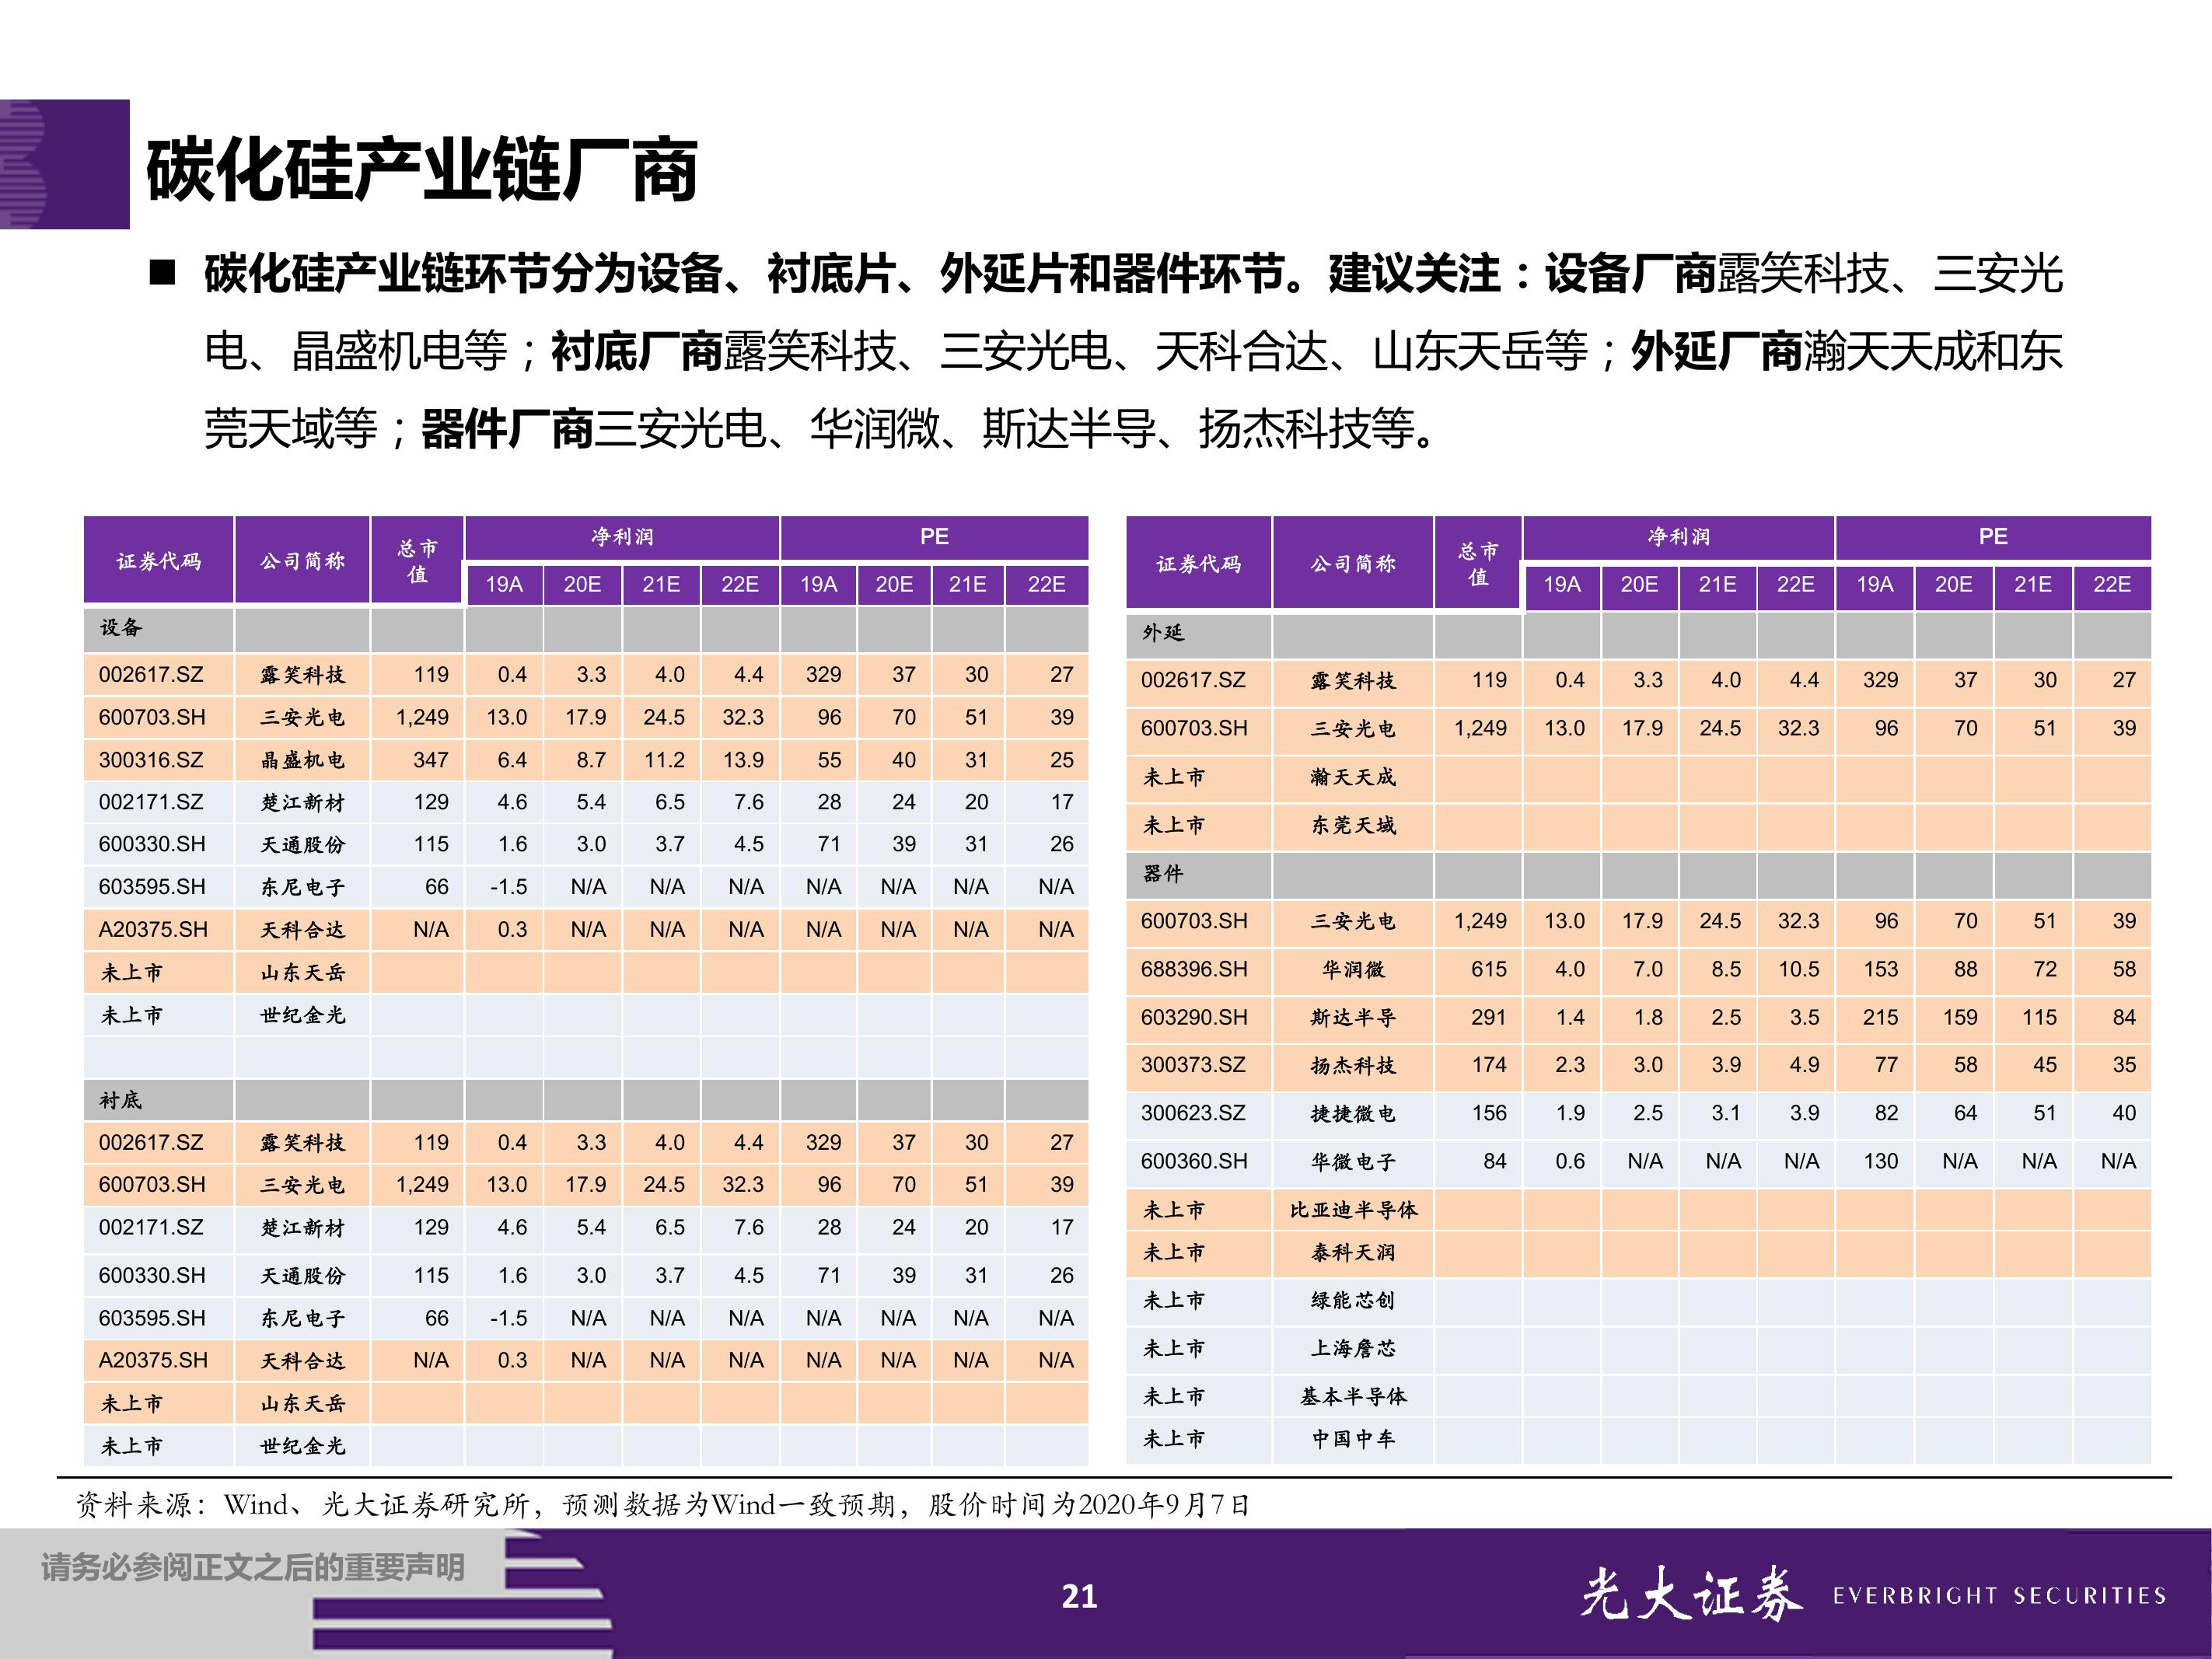 碳化硅产业链厂商
■ 碳化硅产业链环节分为设备、衬底片、外延片和器件环节。建议关注：设备厂商露笑科技、三安光
电、晶盛机电等；衬底厂商露笑科技、三安光电、天科合达、山东天岳等；外延厂商瀚天天成和东
莞天域等；器件厂商三安光电、华润微、斯达半导、扬杰科技等。
证券代码 公司简称 总市值 净利润 PE
19A 20E 21E 22E 19A 20E 21E 22E
设备
002617.SZ 露笑科技 119 0.4 3.3 4.0 4.4 329 37 30 27
600703.SH 三安光电 1,249 13.0 17.9 24.5 32.3 96 70 51 39
300316.SZ 晶盛机电 347 6.4 8.7 11.2 13.9 55 40 31 25
002171.SZ 楚江新材 129 4.6 5.4 6.5 7.6 28 24 20 17
600330.SH 天通股份 115 1.6 3.0 3.7 4.5 71 39 31 26
603595.SH 东尼电子 66 -1.5 N/A N/A N/A N/A N/A N/A N/A
A20375.SH 天科合达 N/A 0.3 N/A N/A N/A N/A N/A N/A N/A
未上市 山东天岳
未上市 世纪金光
衬底
002617.SZ 露笑科技 119 0.4 3.3 4.0 4.4 329 37 30 27
600703.SH 三安光电 1,249 13.0 17.9 24.5 32.3 96 70 51 39
002171.SZ 楚江新材 129 4.6 5.4 6.5 7.6 28 24 20 17
600330.SH 天通股份 115 1.6 3.0 3.7 4.5 71 39 31 26
603595.SH 东尼电子 66 -1.5 N/A N/A N/A N/A N/A N/A N/A
A20375.SH 天科合达 N/A 0.3 N/A N/A N/A N/A N/A N/A N/A
未上市 山东天岳
未上市 世纪金光
证券代码 公司简称 总市值 净利润 PE
19A 20E 21E 22E 19A 20E 21E 22E
外延
002617.SZ 露笑科技 119 0.4 3.3 4.0 4.4 329 37 30 27
600703.SH 三安光电 1,249 13.0 17.9 24.5 32.3 96 70 51 39
未上市 瀚天天成
未上市 东莞天域
器件
600703.SH 三安光电 1,249 13.0 17.9 24.5 32.3 96 70 51 39
688396.SH 华润微 615 4.0 7.0 8.5 10.5 153 88 72 58
603290.SH 斯达半导 291 1.4 1.8 2.5 3.5 215 159 115 84
300373.SZ 扬杰科技 174 2.3 3.0 3.9 4.9 77 58 45 35
300623.SZ 捷捷微电 156 1.9 2.5 3.1 3.9 82 64 51 40
600360.SH 华微电子 84 0.6 N/A N/A N/A 130 N/A N/A N/A
未上市 比亚迪半导体
未上市 泰科天润
未上市 绿能芯创
未上市 上海詹芯
未上市 基本半导体
未上市 中国中车
资料来源：Wind、光大证券研究所，预测数据为Wind一致预期，股价时间为2020年9月7日
请务必参阅正文之后的重要声明
21
光大证券 EVERBRIGHT SECURITIES